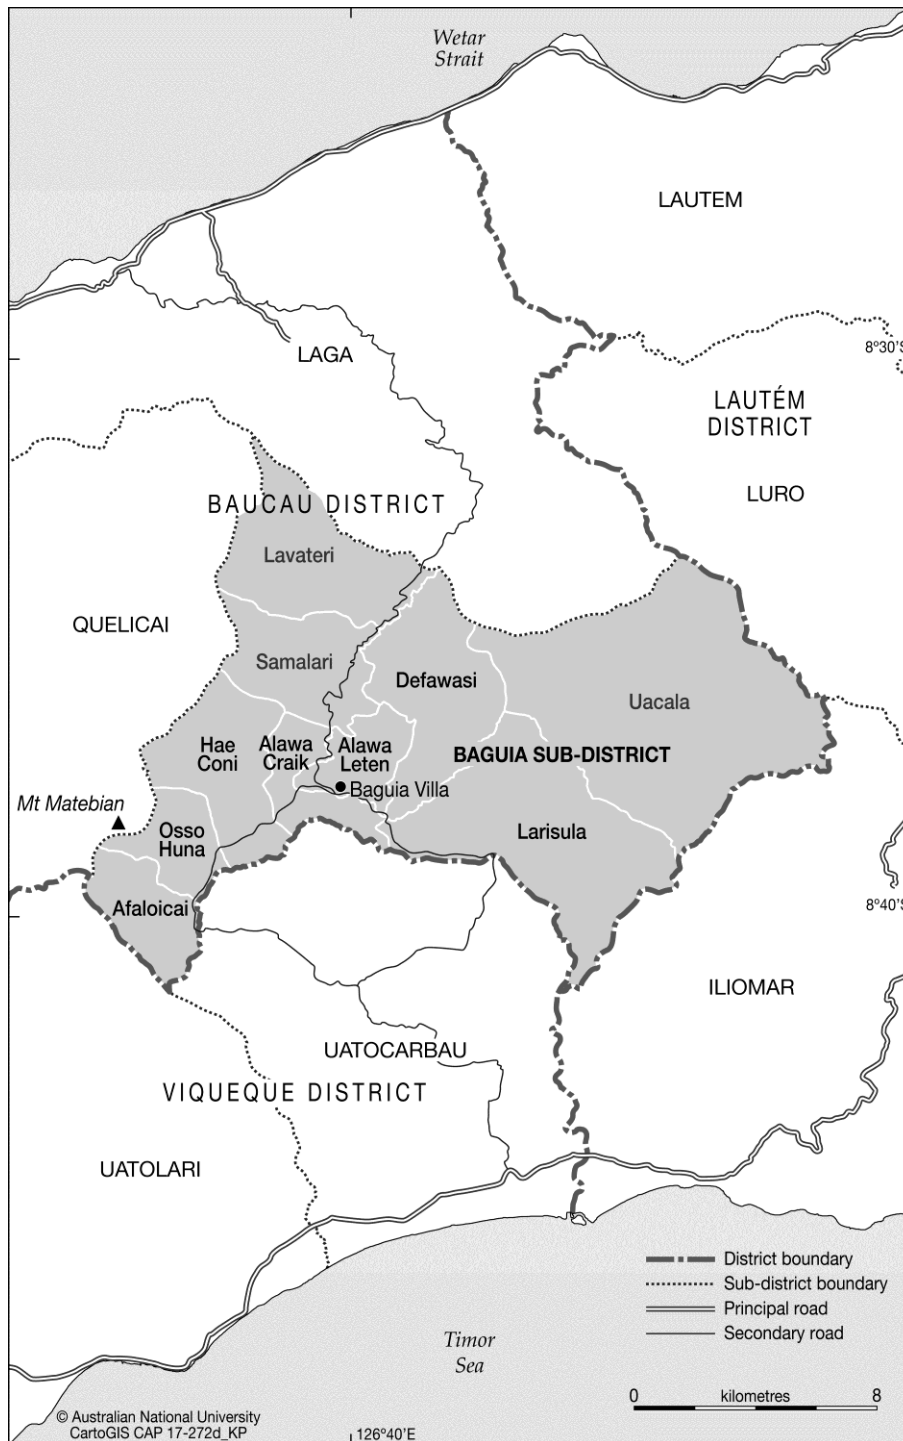 Wetar
Strait
LAUTEM
8°30'S
LAGA
LAUTÉM
DISTRICT
LURO
BAUCAU DISTRICT
Lavateri
QUELICAI
Samalari
Defawasi
Uacala
Hae
Coni
Alawa
Craik
Alawa
Leten
BAGUIA SUB-DISTRICT
Baguia Villa
Mt Matebian
Osso
Huna
Larisula
Afaloicai
8°40'S
ILIOMAR
UATOCARBAU
VIQUEQUE DISTRICT
UATOLARI
District boundary
Sub-district boundary
Principal road
Secondary road
Timor
Sea
0 kilometres 8
© Australian National University
CartoGIS CAP 17-272d_KP
126°40'E